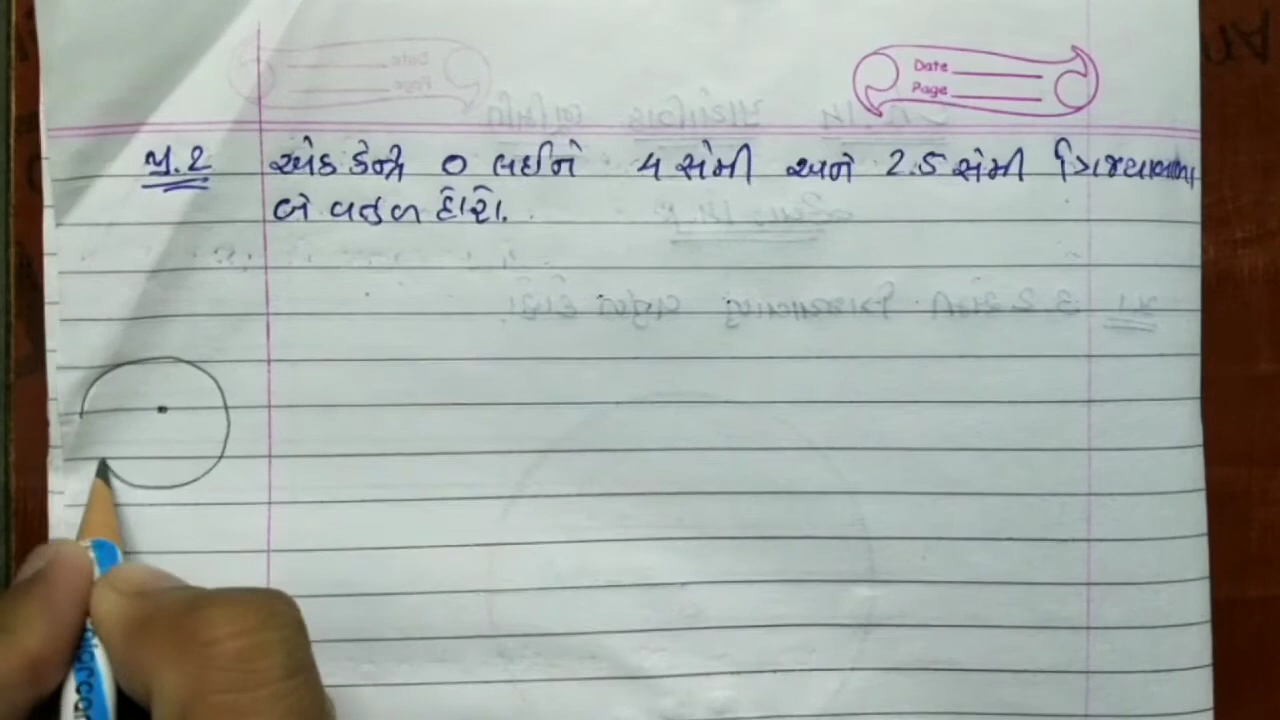 Date
Page
પ્ર.2 એક કેન્દ્ર O લઈને 4 સેમી અને 2.5 સેમી ત્રિજ્યાવાળા
બે વર્તુળ દોરો.